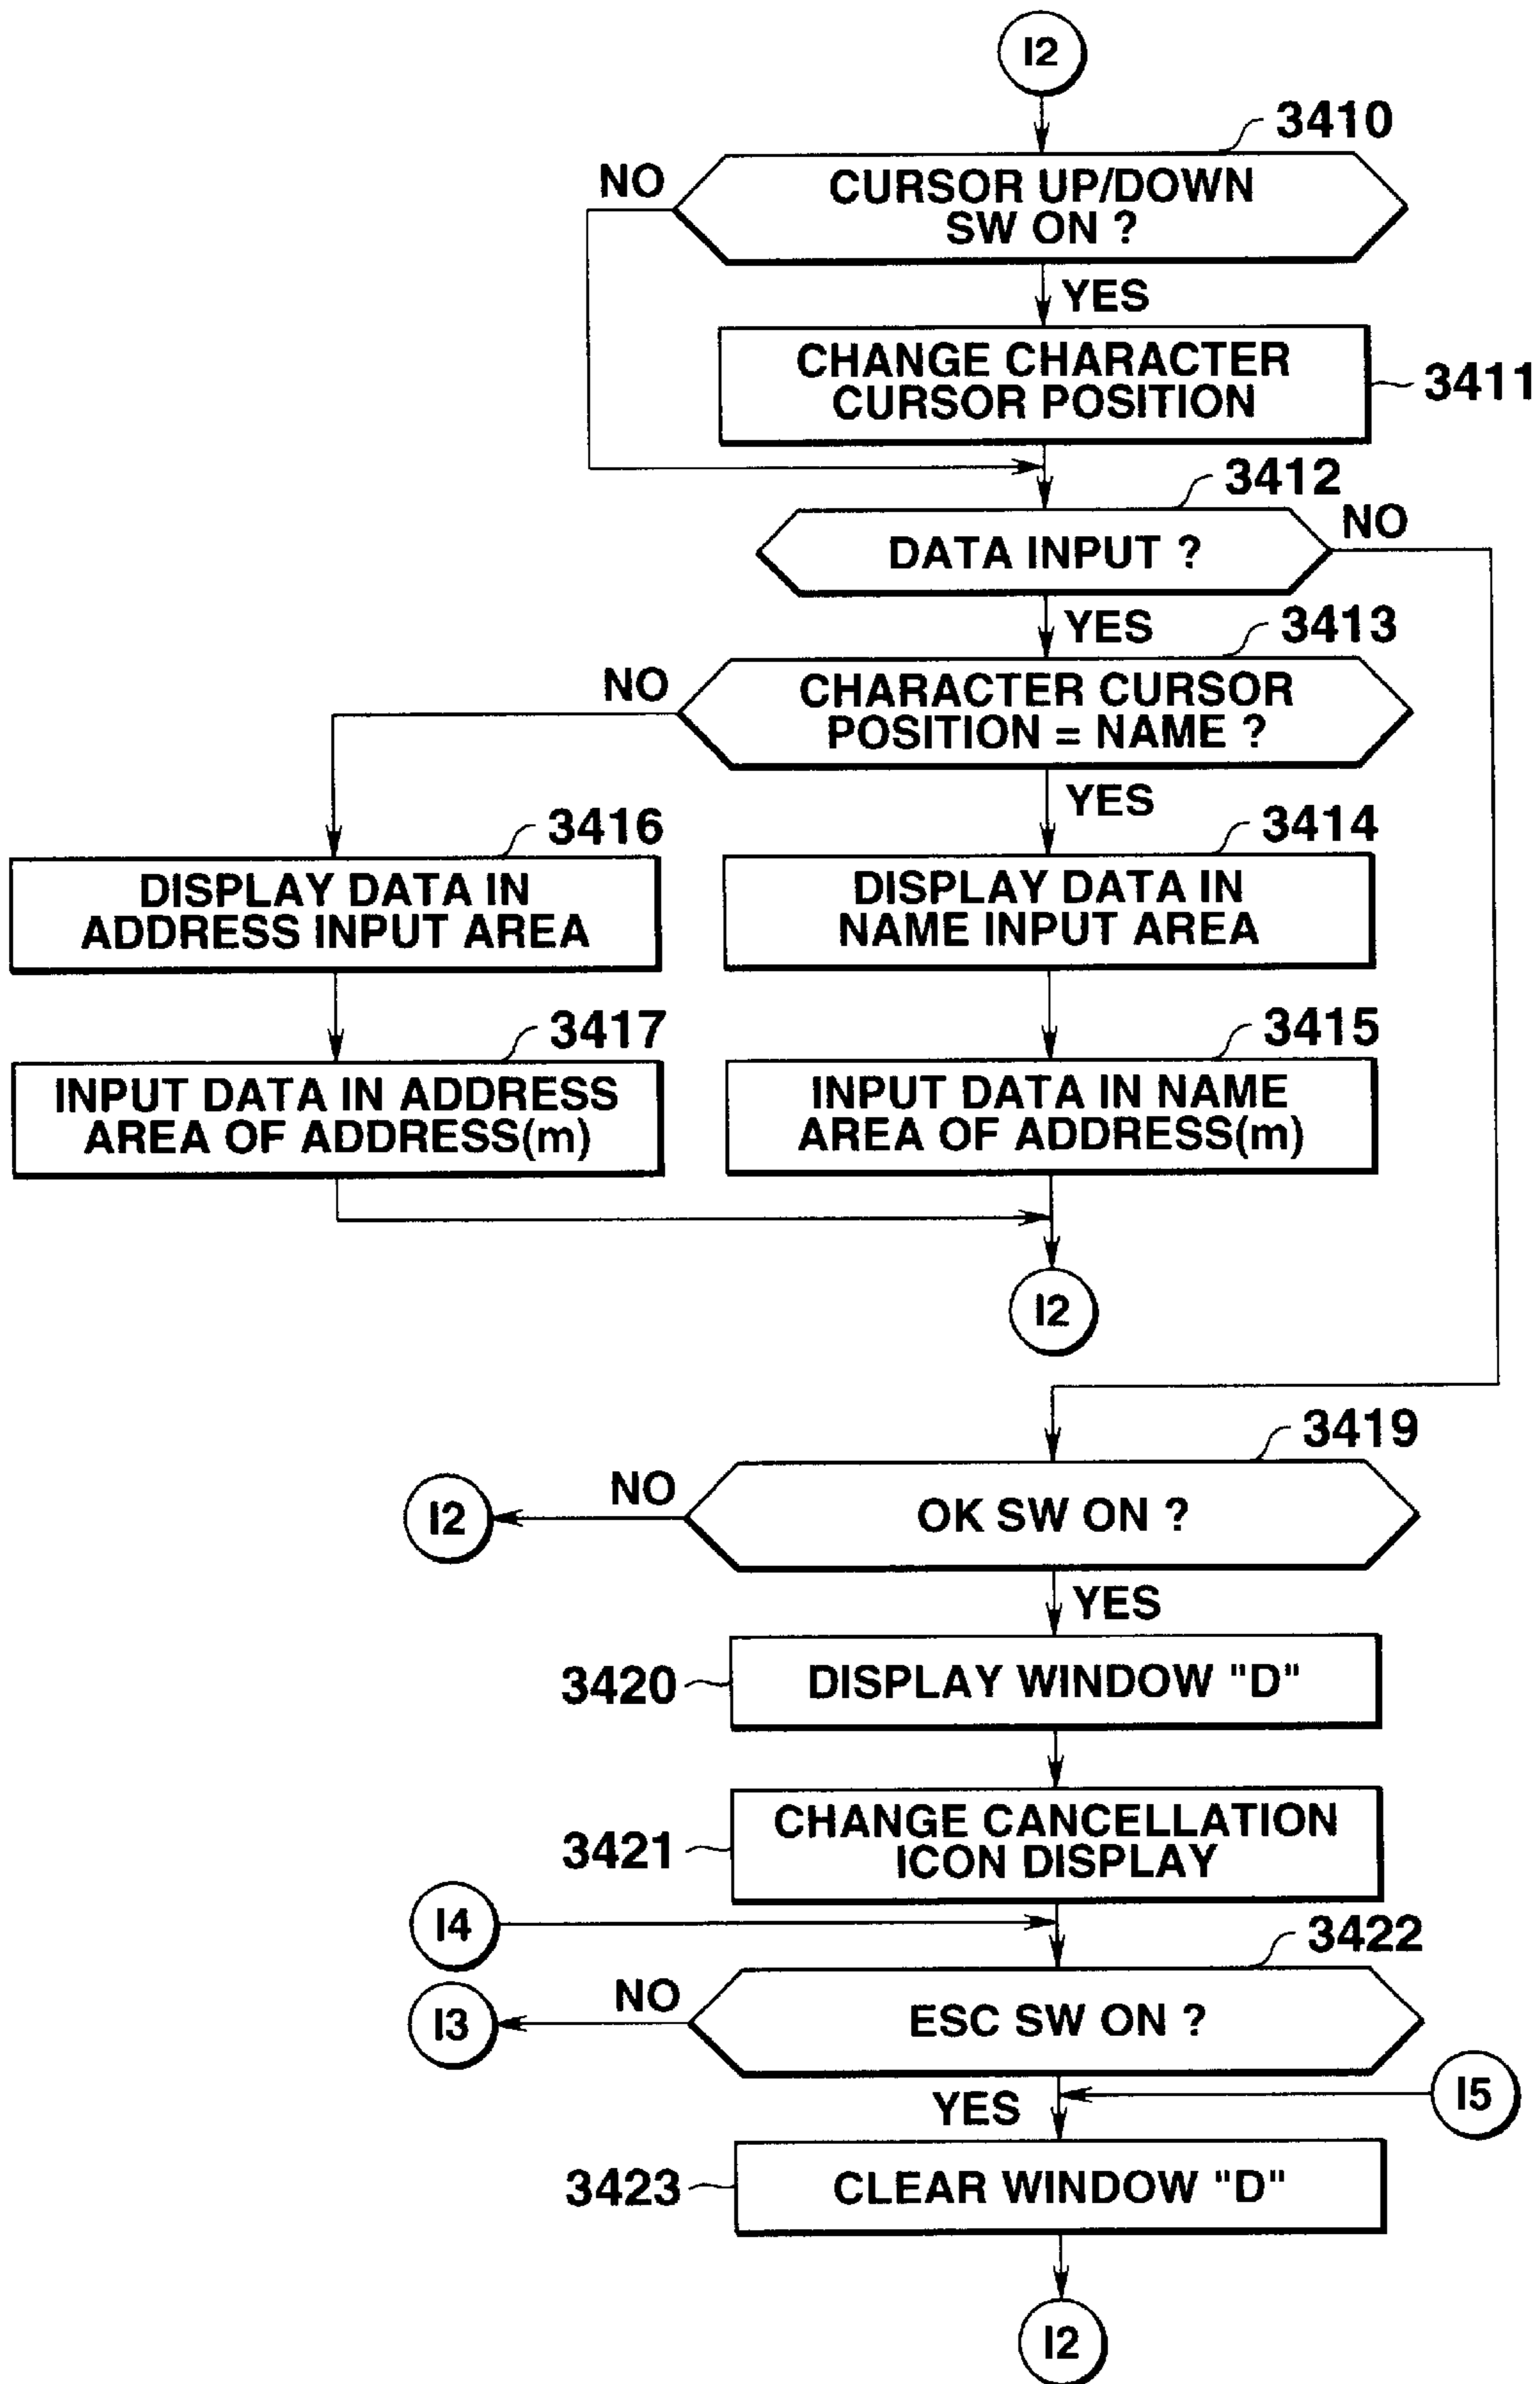 I2
3410
NO
CURSOR UP/DOWN
SW ON ?
YES
CHANGE CHARACTER
CURSOR POSITION
3411
3412
NO
DATA INPUT ?
YES
3413
NO
CHARACTER CURSOR
POSITION = NAME ?
YES
3416
3414
DISPLAY DATA IN
ADDRESS INPUT AREA
DISPLAY DATA IN
NAME INPUT AREA
3417
3415
INPUT DATA IN ADDRESS
AREA OF ADDRESS(m)
INPUT DATA IN NAME
AREA OF ADDRESS(m)
I2
3419
NO
I2
OK SW ON ?
YES
3420
DISPLAY WINDOW "D"
3421
CHANGE CANCELLATION
ICON DISPLAY
I4
3422
NO
I3
ESC SW ON ?
I5
YES
3423
CLEAR WINDOW "D"
I2